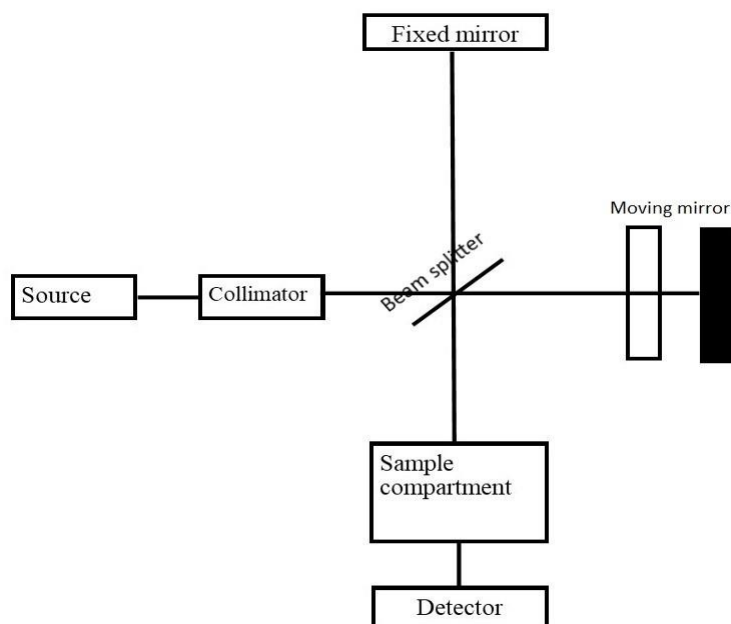 Fixed mirror
Moving mirror
Beam splitter
Source
Collimator
Sample
compartment
Detector